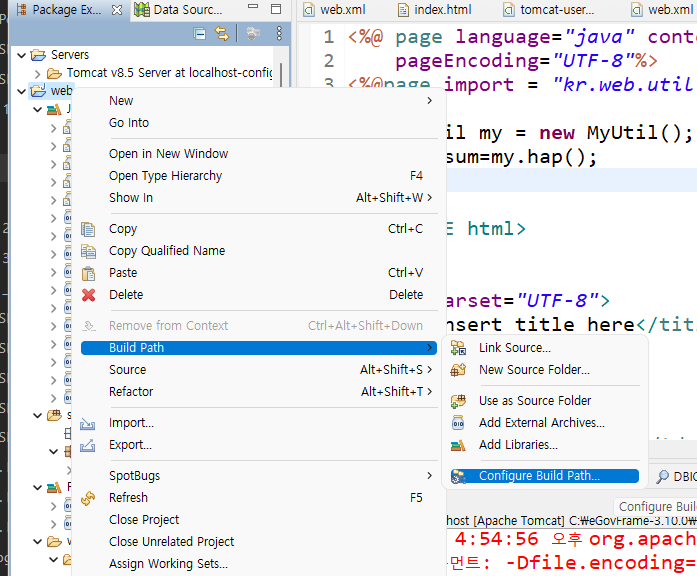 Package Ex...
Data Sourc...
Servers
Tomcat v8.5 Server at localhost-config
web
New
Go Into
Open in New Window
Open Type Hierarchy F4
Show In Alt+Shift+W
Copy Ctrl+C
Copy Qualified Name
Paste Ctrl+V
Delete Delete
Remove from Context Ctrl+Alt+Shift+Down
Build Path
Source Alt+Shift+S
Refactor Alt+Shift+T
Import...
Export...
SpotBugs
Refresh F5
Close Project
Close Unrelated Project
Assign Working Sets...
web.xml
index.html
tomcat-user...
web.xml
1 <%@ page language="java" conte
2 pageEncoding="UTF-8"%>
3 <%@page import = "kr.web.util
il my = new MyUtil();
sum=my.hap();
E html>
arset="UTF-8">
nsert title here</titl
Link Source...
New Source Folder...
Use as Source Folder
Add External Archives...
Add Libraries...
Configure Build Path...
DBIO
Configure Buil
host [Apache Tomcat] C:\eGovFrame-3.10.0\
4:54:56 오후 org.apach
먼트: -Dfile.encoding=